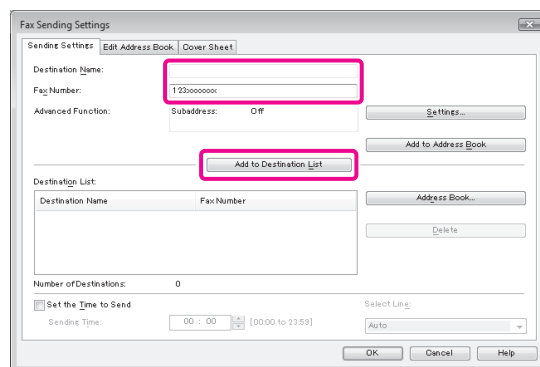 Fax Sending Settings
Sending Settings Edit Address Book Cover Sheet
Destination Name:
Fax Number: 123xxxxxxx
Advanced Function: Subaddress: Off Settings...
Add to Address Book
Add to Destination List
Destination List:
Destination Name Fax Number Address Book...
Delete
Number of Destinations: 0
Set the Time to Send Select Line:
Sending Time: 00 : 00 [00:00 to 23:59] Auto
OK Cancel Help